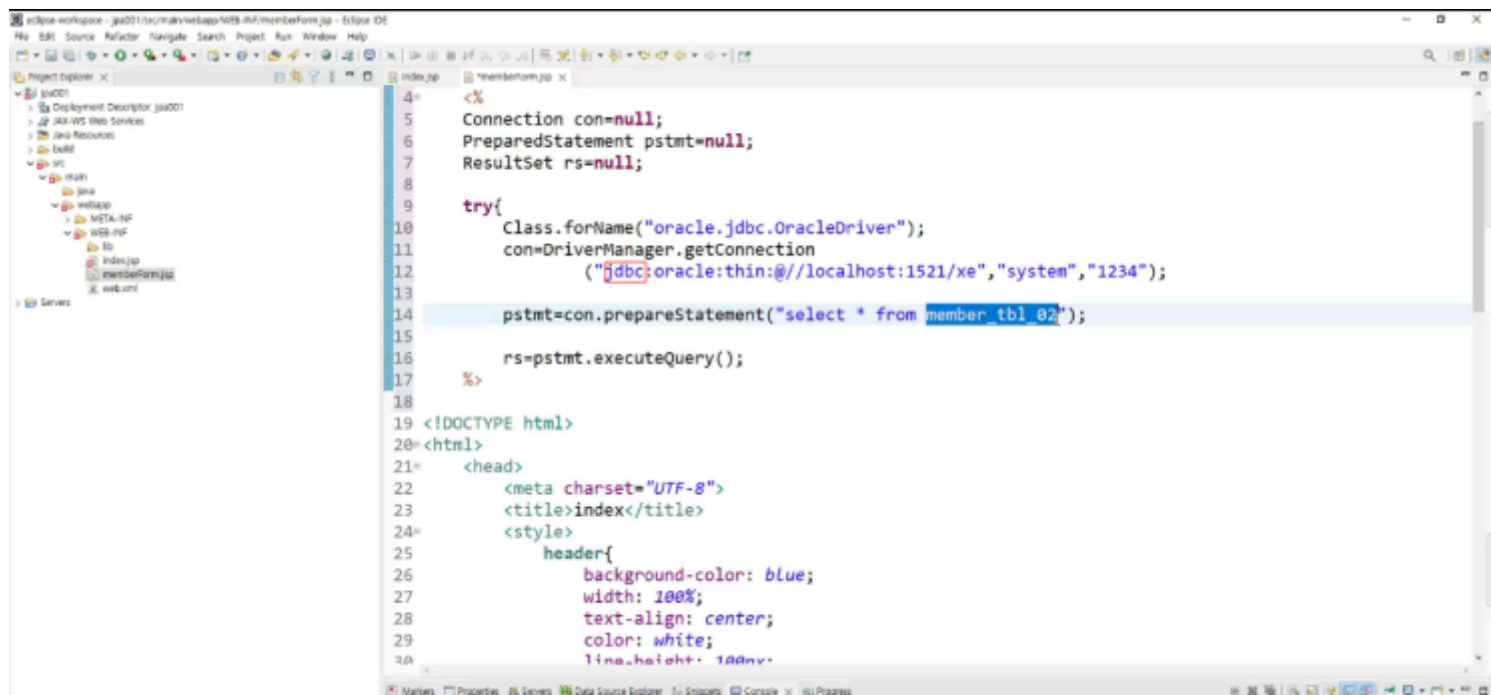 eclipse-workspace - jpa001/src/main/webapp/WEB-INF/memberForm.jsp - Eclipse IDE
File Edit Source Refactor Navigate Search Project Run Window Help
Project Explorer
index.jsp
*memberForm.jsp
jpa001
Deployment Descriptor: jpa001
JAX-WS Web Services
Java Resources
build
src
main
java
webapp
META-INF
WEB-INF
lib
index.jsp
memberForm.jsp
web.xml
Servers
4 <%
5 Connection con=null;
6 PreparedStatement pstmt=null;
7 ResultSet rs=null;
8
9 try{
10 Class.forName("oracle.jdbc.OracleDriver");
11 con=DriverManager.getConnection
12 ("jdbc:oracle:thin:@//localhost:1521/xe","system","1234");
13
14 pstmt=con.prepareStatement("select * from member_tbl_02");
15
16 rs=pstmt.executeQuery();
17 %>
18
19 <!DOCTYPE html>
20 <html>
21 <head>
22 <meta charset="UTF-8">
23 <title>index</title>
24 <style>
25 header{
26 background-color: blue;
27 width: 100%;
28 text-align: center;
29 color: white;
30 line-height: 100px;
Markers Properties Servers Data Source Explorer Snippets Console Progress